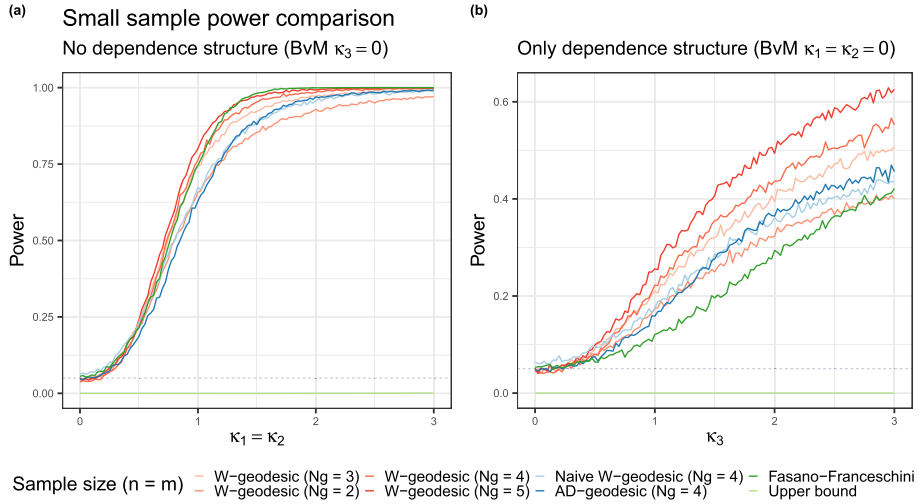 (a)
Small sample power comparison
No dependence structure (BvM κ3 = 0)
Power
1.00
0.75
0.50
0.25
0.00
0
1
2
3
κ1 = κ2
(b)
Only dependence structure (BvM κ1 = κ2 = 0)
Power
0.6
0.4
0.2
0.0
0
1
2
3
κ3
Sample size (n = m)
W−geodesic (Ng = 3)
W−geodesic (Ng = 4)
Naive W−geodesic (Ng = 4)
Fasano−Franceschini
W−geodesic (Ng = 2)
W−geodesic (Ng = 5)
AD−geodesic (Ng = 4)
Upper bound